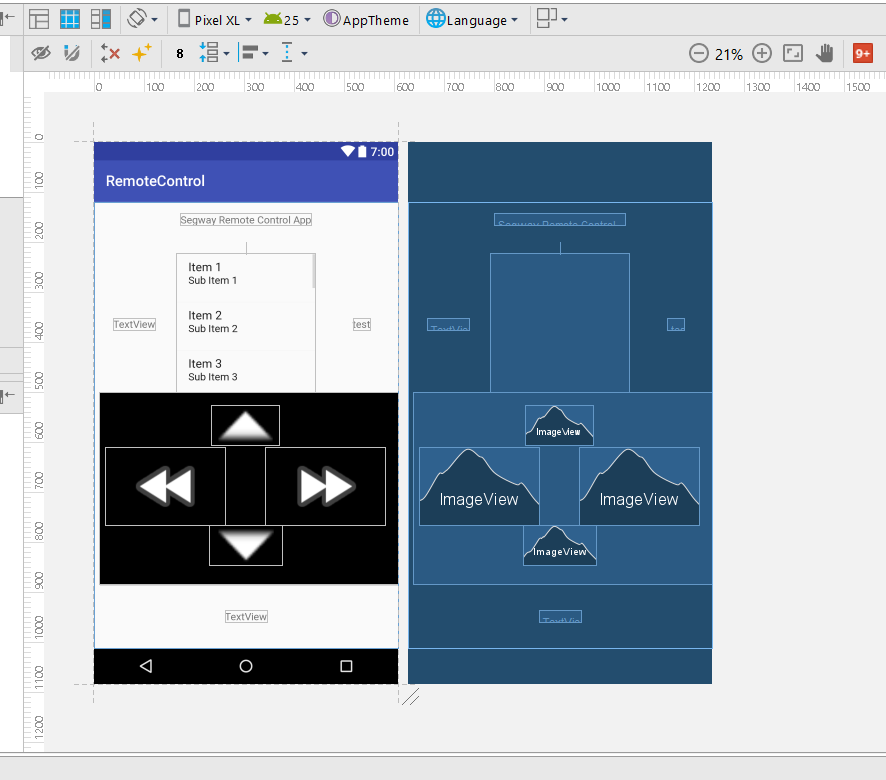 Pixel XL 25 AppTheme Language
8 21% 9+
0 100 200 300 400 500 600 700 800 900 1000 1100 1200 1300 1400 1500
0
100
200
300
400
500
600
700
800
900
1000
1100
1200
7:00
RemoteControl
Segway Remote Control App
Item 1
Sub Item 1
Item 2
Sub Item 2
TextView
test
Item 3
Sub Item 3
TextView
Segway Remote Control
TextVie
ImageView
ImageView ImageView
ImageView
TextVie